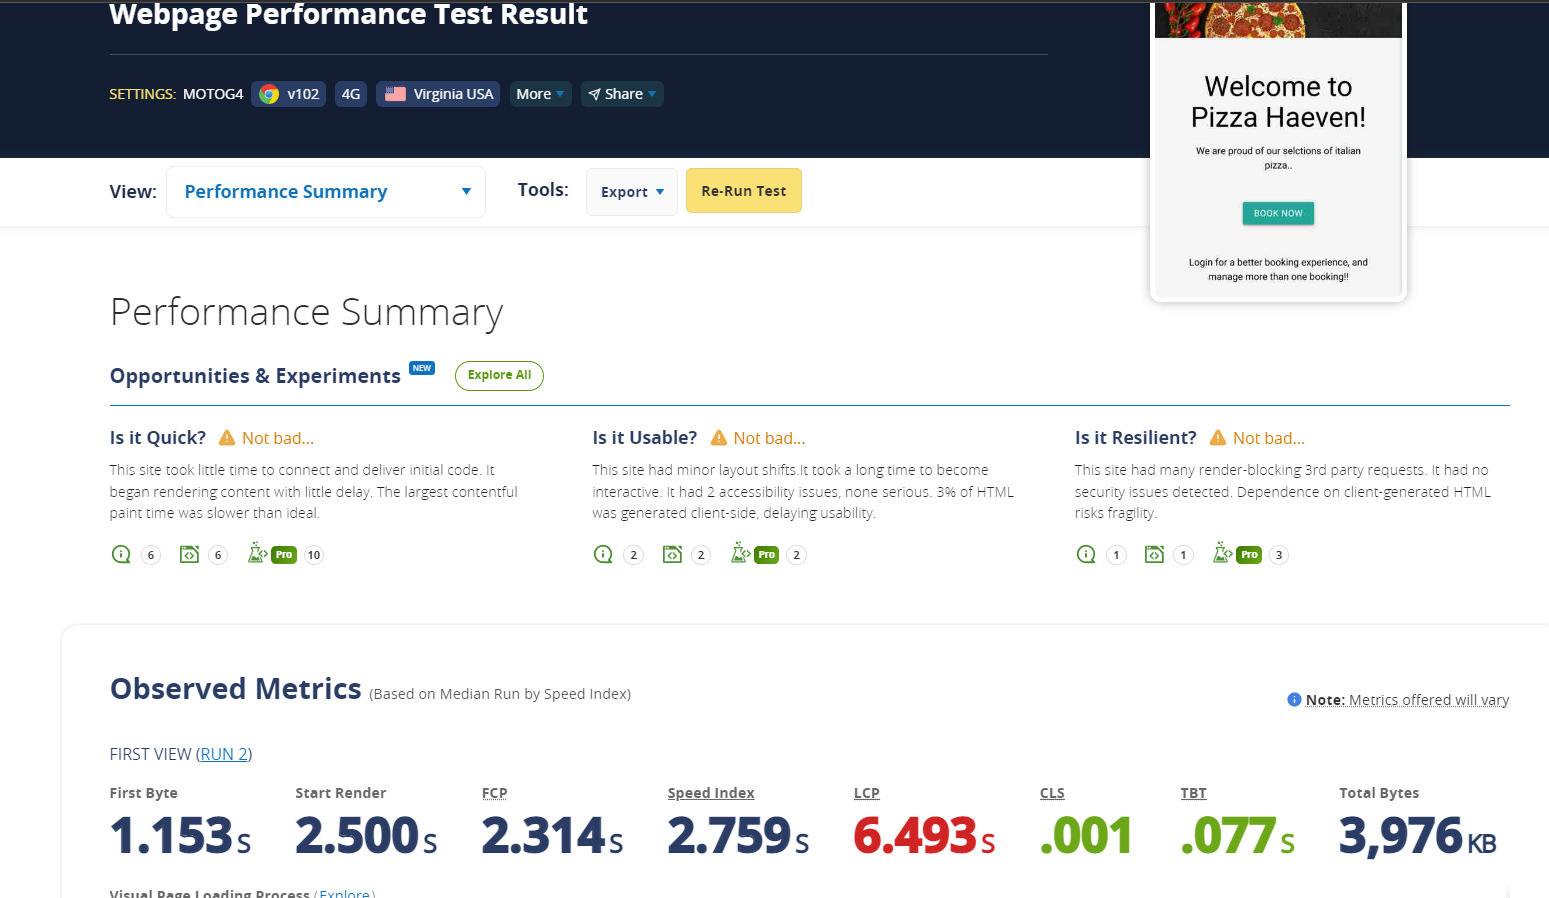 Webpage Performance Test Result
SETTINGS: MOTOG4 v102 4G Virginia USA More Share
Welcome to
Pizza Haeven!
We are proud of our selctions of italian
pizza..
BOOK NOW
Login for a better booking experience, and
manage more than one booking!!
View: Performance Summary Tools: Export Re-Run Test
Performance Summary
Opportunities & Experiments NEW Explore All
Is it Quick? Not bad...
This site took little time to connect and deliver initial code. It
began rendering content with little delay. The largest contentful
paint time was slower than ideal.
6 6 Pro 10
Is it Usable? Not bad...
This site had minor layout shifts.It took a long time to become
interactive. It had 2 accessibility issues, none serious. 3% of HTML
was generated client-side, delaying usability.
2 2 Pro 2
Is it Resilient? Not bad...
This site had many render-blocking 3rd party requests. It had no
security issues detected. Dependence on client-generated HTML
risks fragility.
1 1 Pro 3
Observed Metrics (Based on Median Run by Speed Index)
Note: Metrics offered will vary
FIRST VIEW (RUN 2)
First Byte Start Render FCP Speed Index LCP CLS TBT Total Bytes
1.153 S 2.500 S 2.314 S 2.759 S 6.493 S .001 .077 S 3,976 KB
Visual Page Loading Process (Explore)